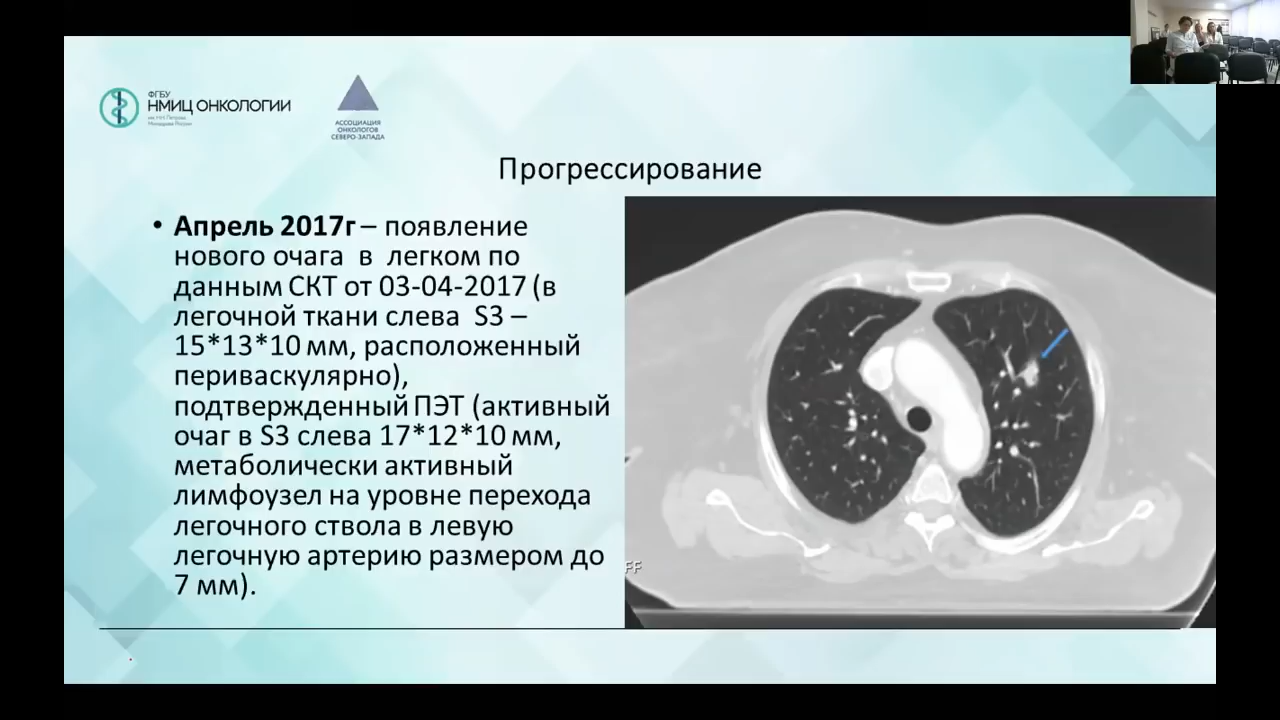 ФГБУ
НМИЦ ОНКОЛОГИИ
им. Н.Н. Петрова
Минздрава России
АССОЦИАЦИЯ
ОНКОЛОГОВ
СЕВЕРО-ЗАПАДА
Прогрессирование
• Апрель 2017г – появление
нового очага в легком по
данным СКТ от 03-04-2017 (в
легочной ткани слева S3 –
15*13*10 мм, расположенный
периваскулярно),
подтвержденный ПЭТ (активный
очаг в S3 слева 17*12*10 мм,
метаболически активный
лимфоузел на уровне перехода
легочного ствола в левую
легочную артерию размером до
7 мм).
FF